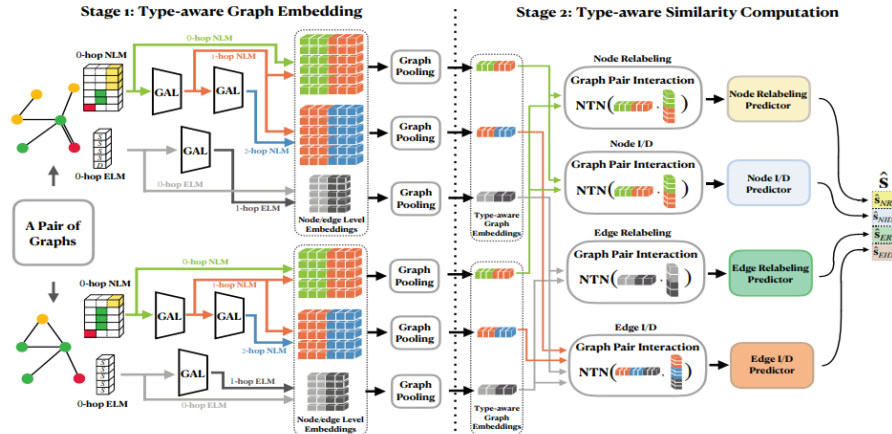 Stage 1: Type-aware Graph Embedding
Stage 2: Type-aware Similarity Computation
0-hop NLM
0-hop NLM
1-hop NLM
GAL
GAL
2-hop NLM
S
S
S
S
D
0-hop ELM
GAL
0-hop ELM
1-hop ELM
Node/edge Level
Embeddings
Graph
Pooling
Graph
Pooling
Graph
Pooling
A Pair of
Graphs
0-hop NLM
0-hop NLM
1-hop NLM
GAL
GAL
2-hop NLM
S
S
S
S
S
0-hop ELM
GAL
1-hop ELM
0-hop ELM
Node/edge Level
Embeddings
Graph
Pooling
Graph
Pooling
Graph
Pooling
Type-aware
Graph
Embeddings
Type-aware
Graph
Embeddings
Node Relabeling
Graph Pair Interaction
NTN( , )
Node Relabeling
Predictor
Node I/D
Graph Pair Interaction
NTN( , )
Node I/D
Predictor
Edge Relabeling
Graph Pair Interaction
NTN( , )
Edge Relabeling
Predictor
Edge I/D
Graph Pair Interaction
NTN( , )
Edge I/D
Predictor
Ŝ
ŝNR
ŝNID
ŝER
ŝEID